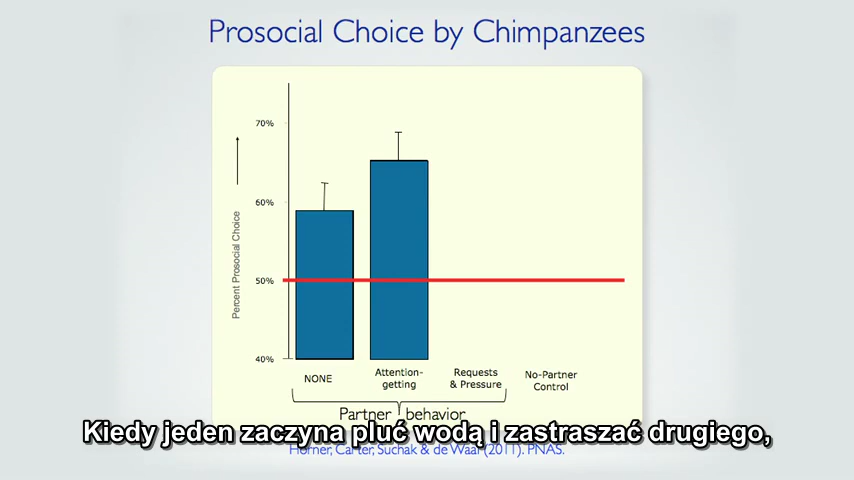 Prosocial Choice by Chimpanzees
70%
60%
50%
40%
Percent Prosocial Choice
NONE
Attention-
getting
Requests
& Pressure
No-Partner
Control
Partner behavior
Kiedy jeden zaczyna pluć wodą i zastraszać drugiego,
Horner, Carter, Suchak & de Waal (2011). PNAS.